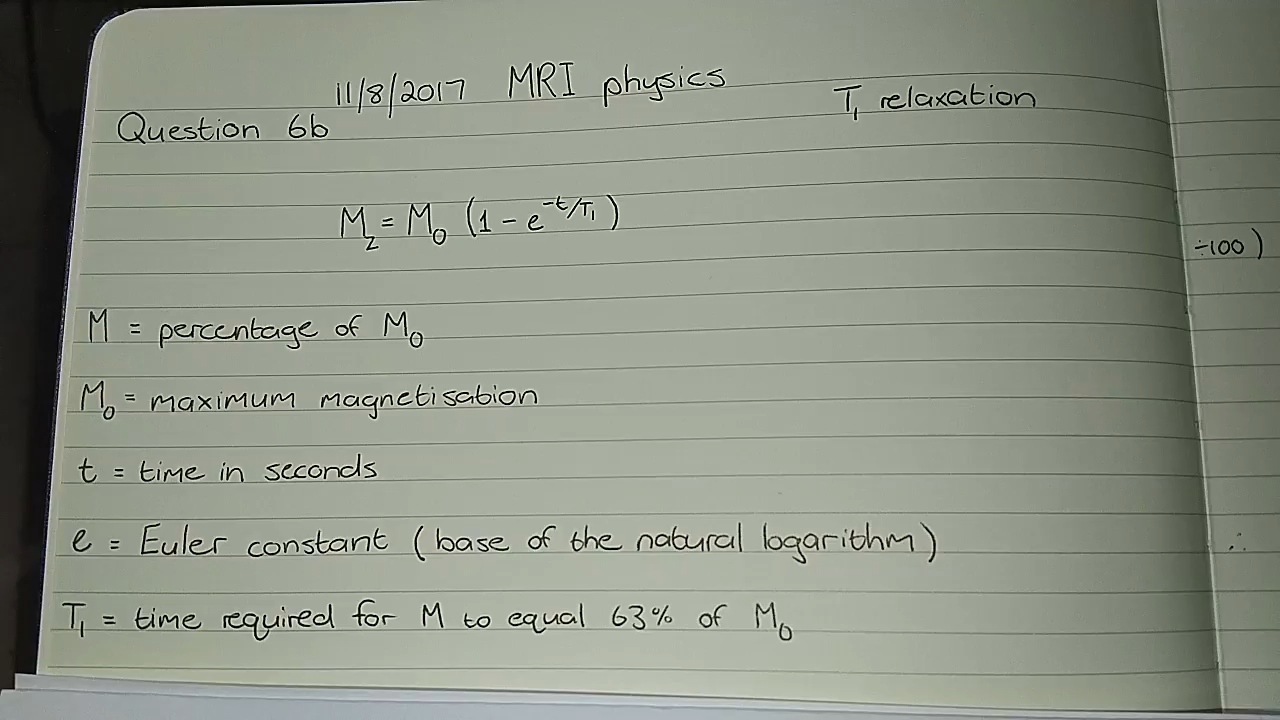 11/8/2017 MRI physics
T₁ relaxation
Question 6b
M_z = M₀ (1 - e^(-t/T₁))
÷100)
M = percentage of M₀
M₀ = maximum magnetisation
t = time in seconds
e = Euler constant (base of the natural logarithm)
∴
T₁ = time required for M to equal 63% of M₀